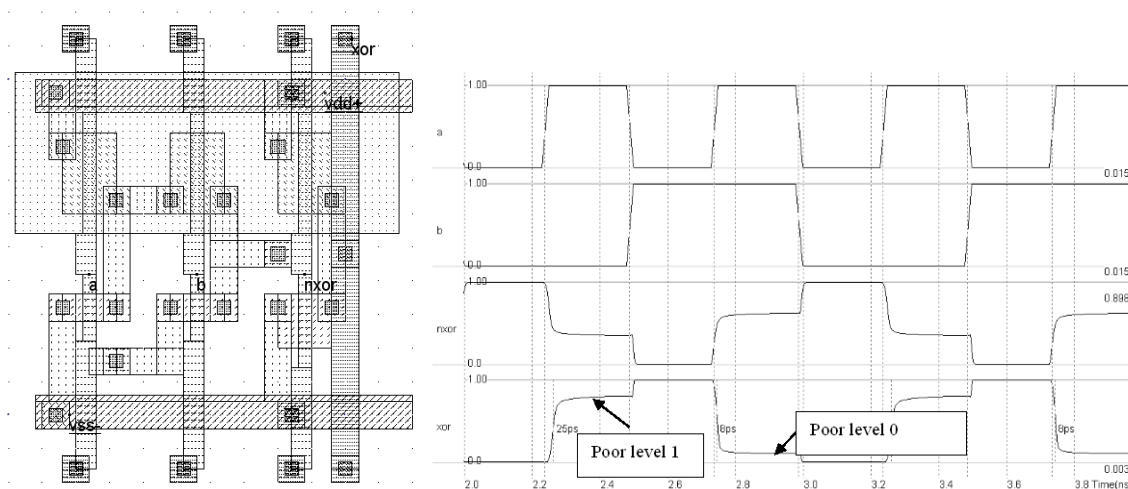 xor
vdd+
a
b
nxor
vss-
1.00
a
0.0
0.015
1.00
b
0.0
0.015
1.00
0.898
nxor
0.0
1.00
xor
25ps
Poor level 1
8ps
Poor level 0
8ps
0.0
0.003
2.0 2.2 2.4 2.6 2.8 3.0 3.2 3.4 3.6 3.8 Time(ns